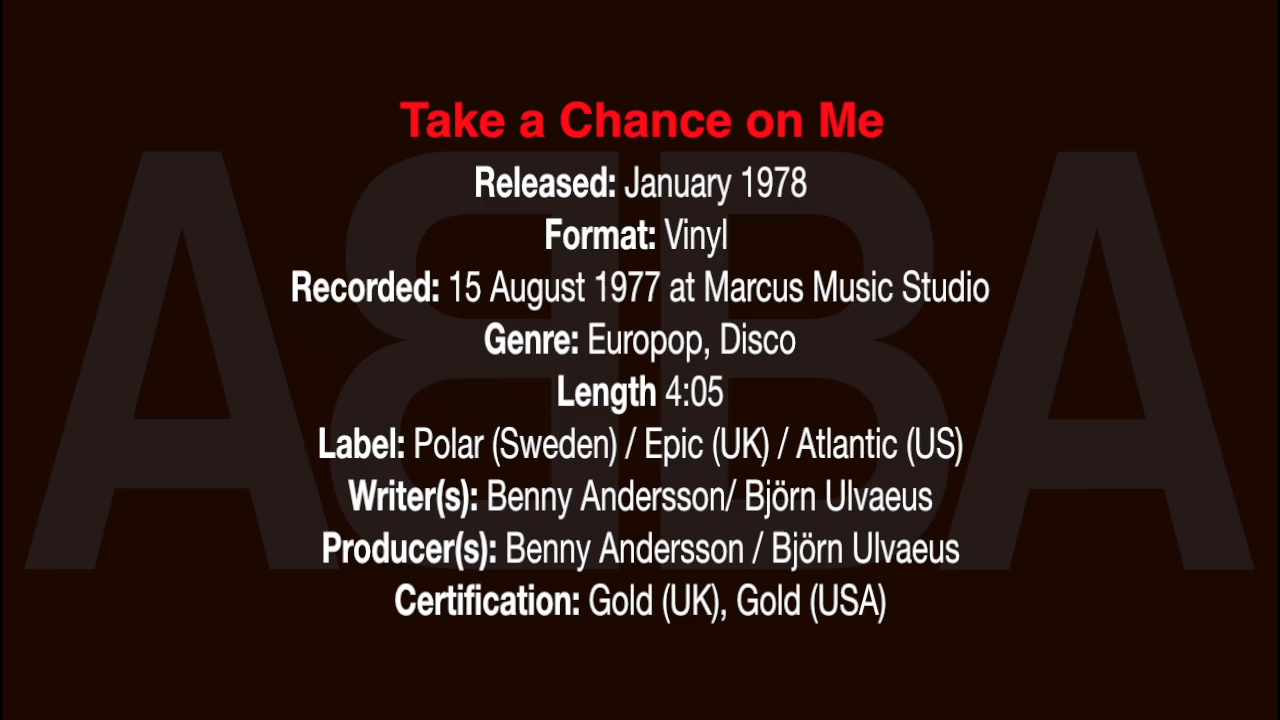 Take a Chance on Me
Released: January 1978
Format: Vinyl
Recorded: 15 August 1977 at Marcus Music Studio
Genre: Europop, Disco
Length 4:05
Label: Polar (Sweden) / Epic (UK) / Atlantic (US)
Writer(s): Benny Andersson/ Björn Ulvaeus
Producer(s): Benny Andersson / Björn Ulvaeus
Certification: Gold (UK), Gold (USA)
ABBA